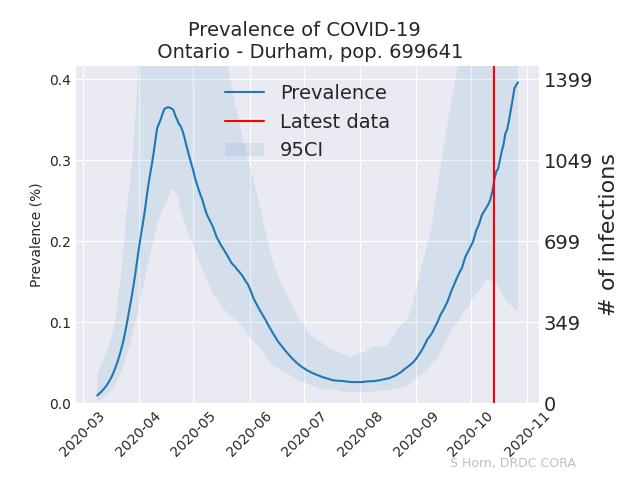 Prevalence of COVID-19
Ontario - Durham, pop. 699641
Prevalence (%)
0.4
0.3
0.2
0.1
0.0
Prevalence
Latest data
95CI
1399
1049
699
349
0
# of infections
2020-03
2020-04
2020-05
2020-06
2020-07
2020-08
2020-09
2020-10
2020-11
S Horn, DRDC CORA